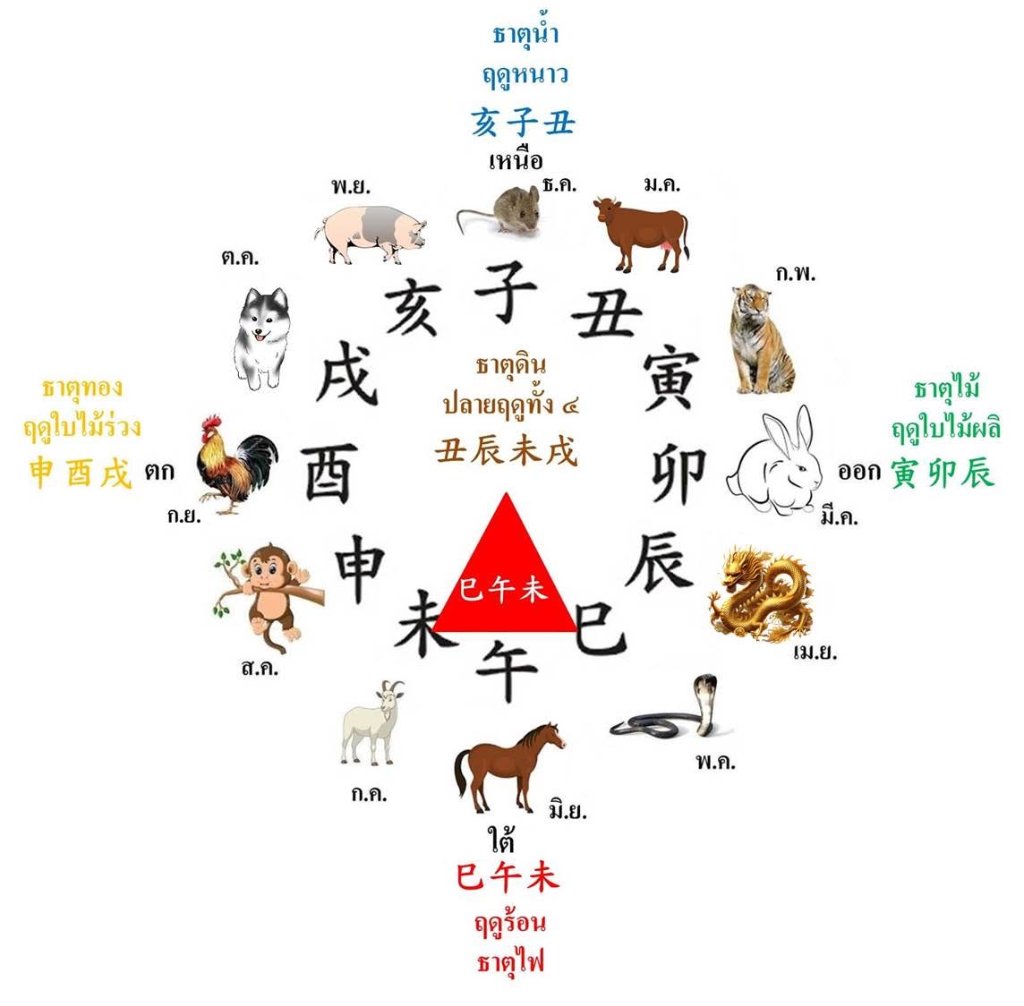 ธาตุน้ำ
ฤดูหนาว
亥子丑
เหนือ
พ.ย.
ธ.ค.
ม.ค.
ต.ค.
ก.พ.
亥
子
丑
戌
寅
ธาตุดิน
ปลายฤดูทั้ง ๔
丑辰未戌
ธาตุทอง
ฤดูใบไม้ร่วง
申酉戌
ตก
酉
卯
ออก
ธาตุไม้
ฤดูใบไม้ผลิ
寅卯辰
ก.ย.
มี.ค.
申
辰
巳午未
未
巳
午
ส.ค.
เม.ย.
ก.ค.
พ.ค.
มิ.ย.
ใต้
巳午未
ฤดูร้อน
ธาตุไฟ